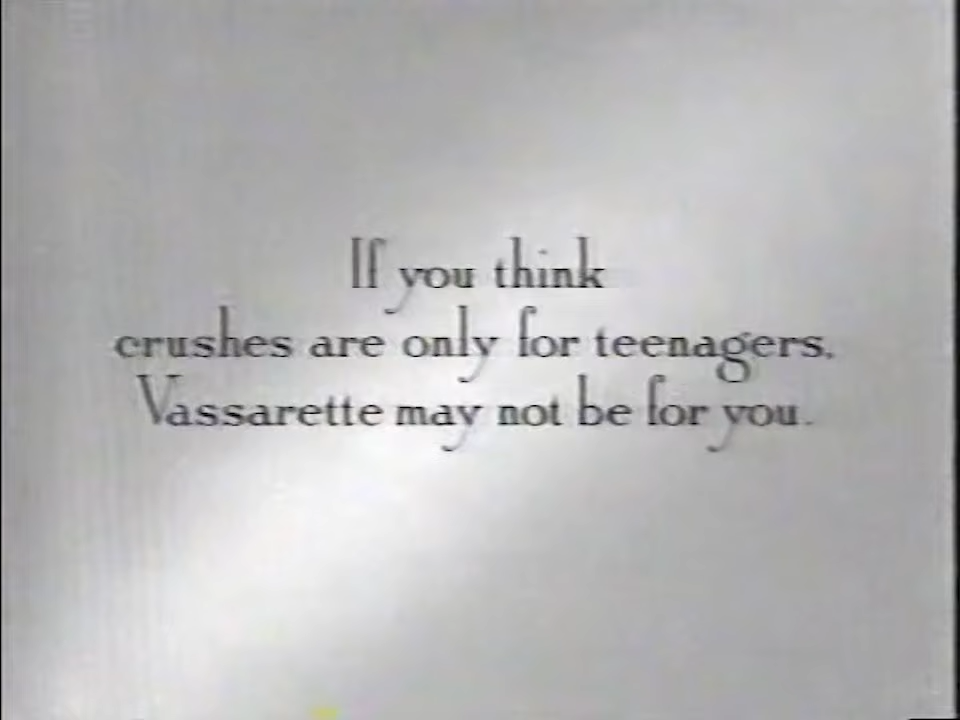 If you think
crushes are only for teenagers,
Vassarette may not be for you.